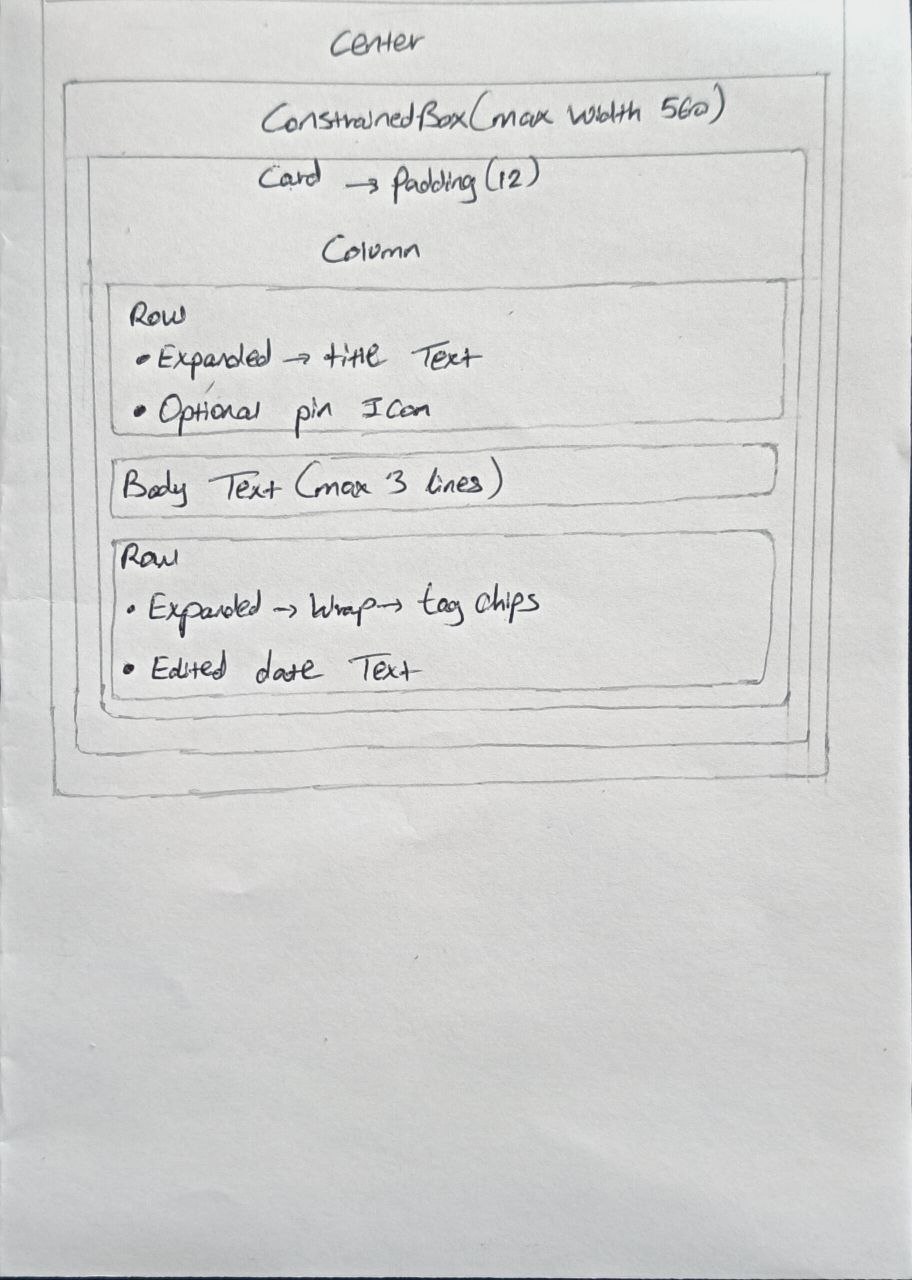 Center
ConstrainedBox(max width 560)
Card → Padding(12)
Column
Row
• Expanded → title Text
• Optional pin Icon
Body Text (max 3 lines)
Row
• Expanded → Wrap → tag chips
• Edited date Text